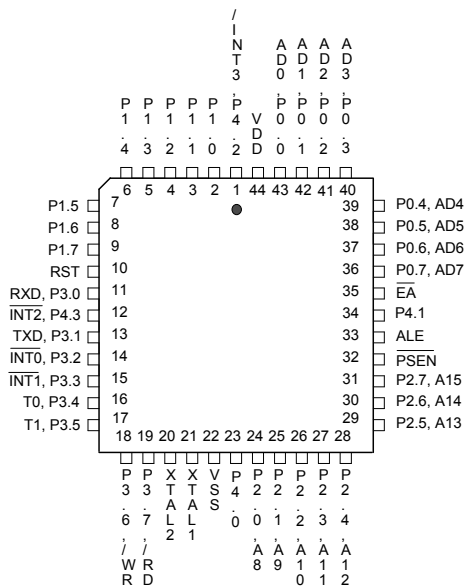 P1.4
P1.3
P1.2
P1.1
P1.0
/INT3,P4.2
VDD
AD0,P0.0
AD1,P0.1
AD2,P0.2
AD3,P0.3
6 5 4 3 2 1 44 43 42 41 40
P1.5 7
P1.6 8
P1.7 9
RST 10
RXD, P3.0 11
INT2, P4.3 12
TXD, P3.1 13
INT0, P3.2 14
INT1, P3.3 15
T0, P3.4 16
T1, P3.5 17
39 P0.4, AD4
38 P0.5, AD5
37 P0.6, AD6
36 P0.7, AD7
35 EA
34 P4.1
33 ALE
32 PSEN
31 P2.7, A15
30 P2.6, A14
29 P2.5, A13
18 19 20 21 22 23 24 25 26 27 28
P3.6,/WR
P3.7,/RD
XTAL2
XTAL1
VSS
P4.0
P2.0,A8
P2.1,A9
P2.2,A10
P2.3,A11
P2.4,A12